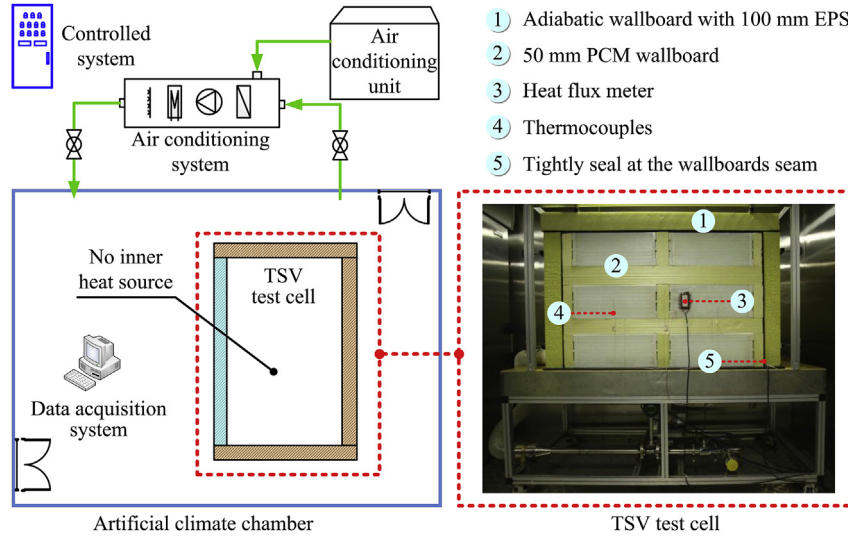 Controlled
system
Air
conditioning
unit
Air conditioning
system
1 Adiabatic wallboard with 100 mm EPS
2 50 mm PCM wallboard
3 Heat flux meter
4 Thermocouples
5 Tightly seal at the wallboards seam
No inner
heat source
TSV
test cell
Data acquisition
system
Artificial climate chamber
1
2
3
4
5
TSV test cell